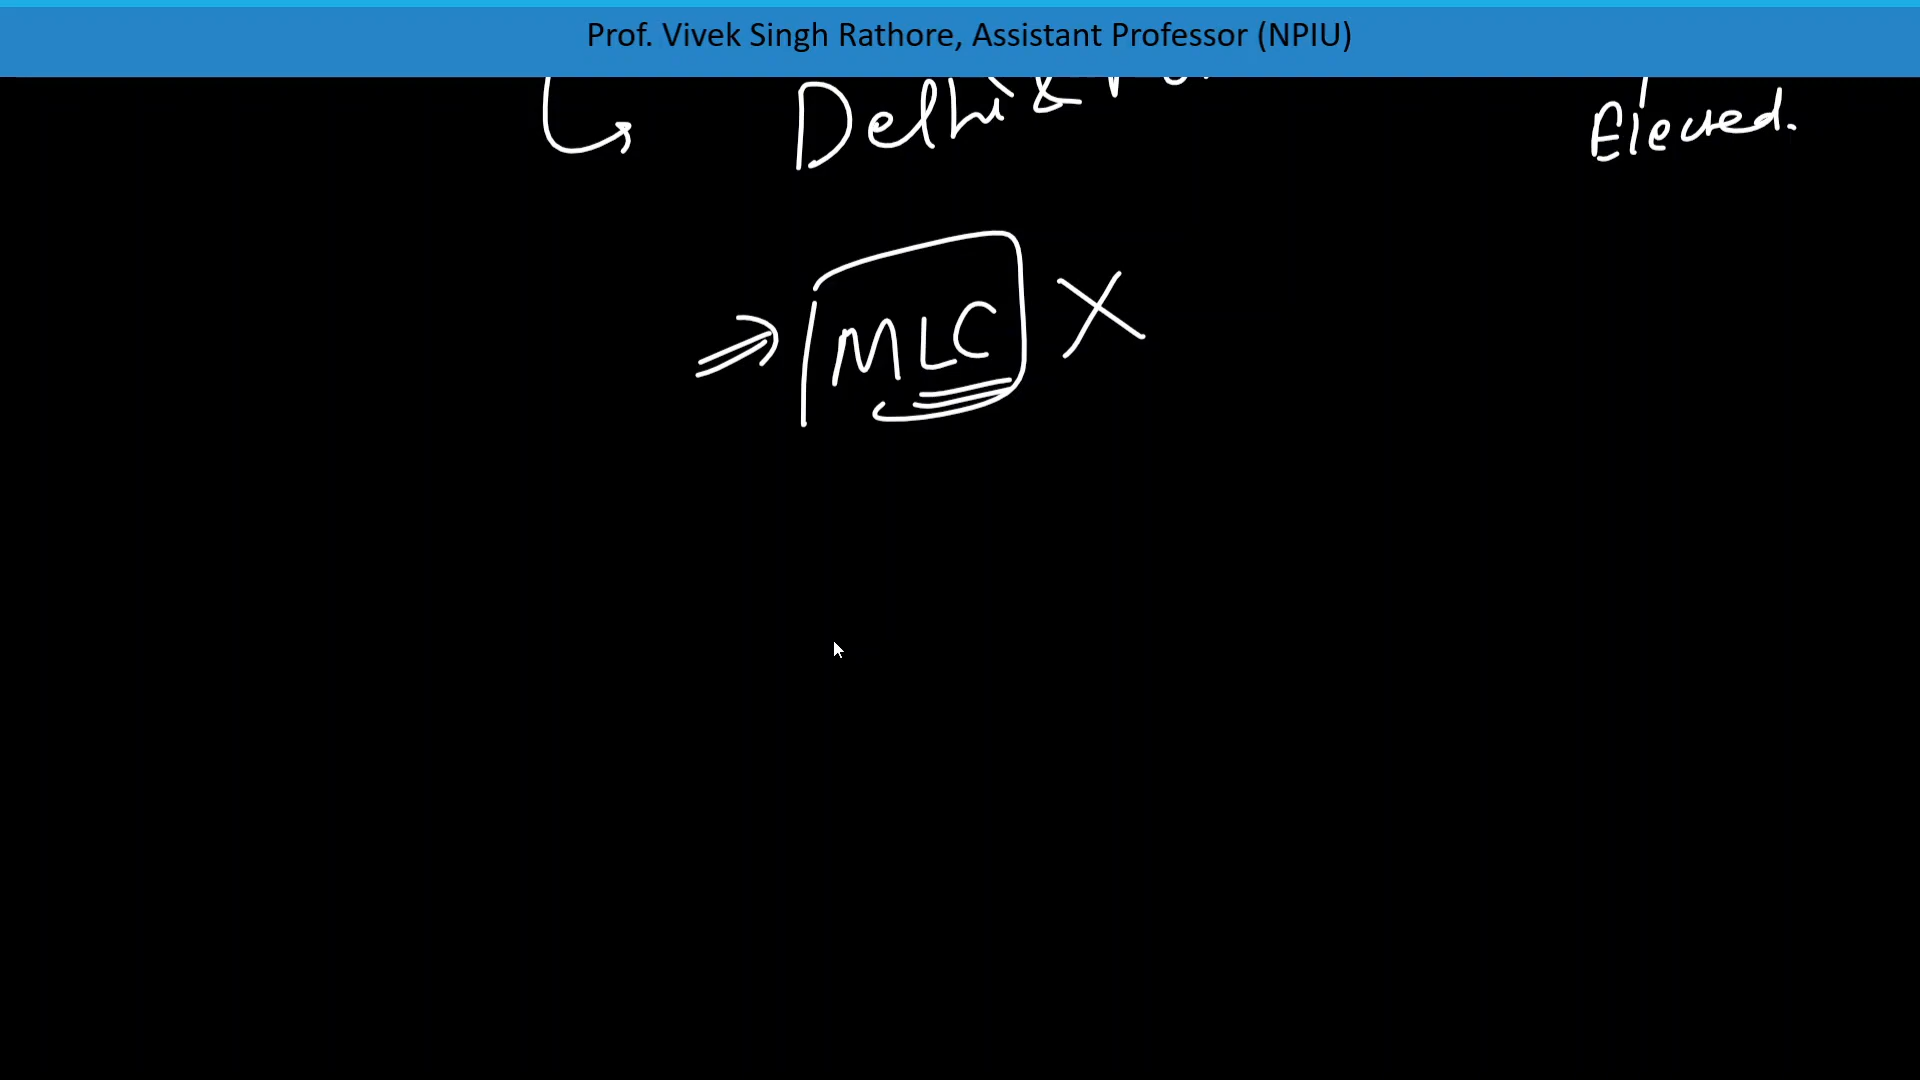 Prof. Vivek Singh Rathore, Assistant Professor (NPIU)
Delhi &
Elected.
⇒ MLC X